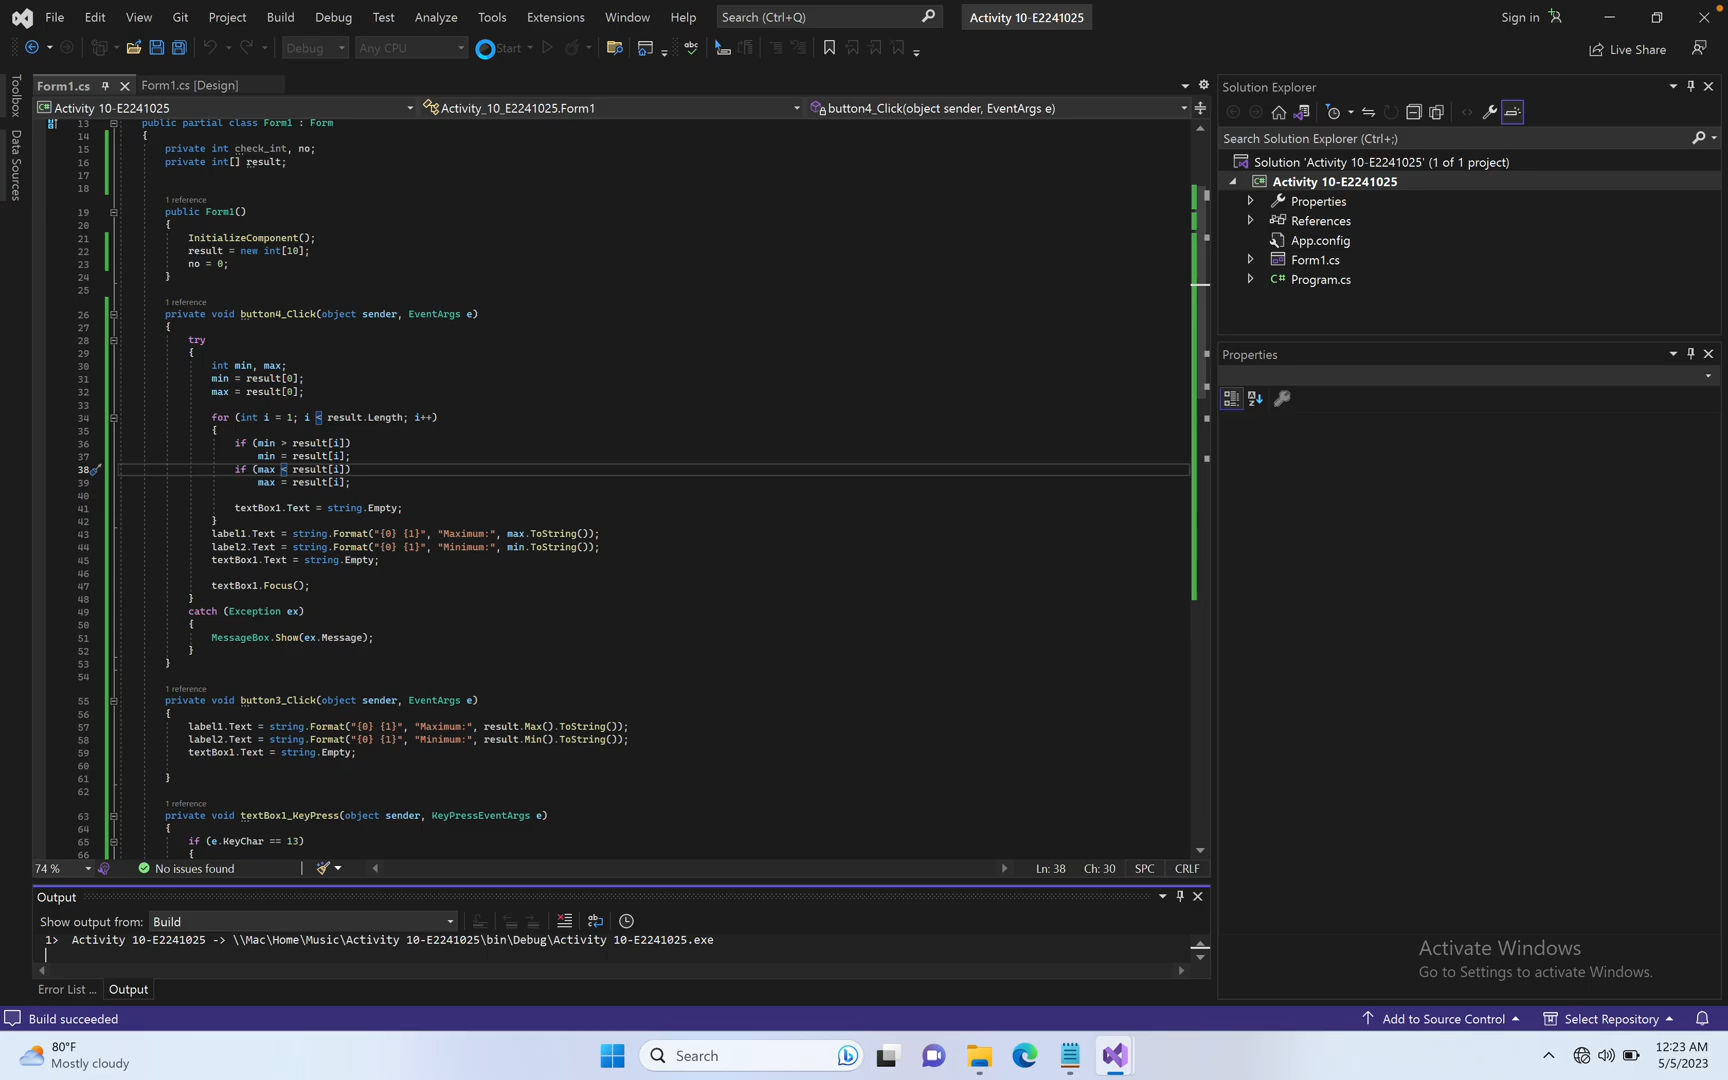 File Edit View Git Project Build Debug Test Analyze Tools Extensions Window Help Search (Ctrl+Q) Activity 10-E2241025 Sign in
Debug Any CPU Start Live Share
Toolbox
Data Sources
Form1.cs Form1.cs [Design]
Activity 10-E2241025 Activity_10_E2241025.Form1 button4_Click(object sender, EventArgs e)
13 public partial class Form1 : Form
14 {
15 private int check_int, no;
16 private int[] result;
17
18
1 reference
19 public Form1()
20 {
21 InitializeComponent();
22 result = new int[10];
23 no = 0;
24 }
25
1 reference
26 private void button4_Click(object sender, EventArgs e)
27 {
28 try
29 {
30 int min, max;
31 min = result[0];
32 max = result[0];
33
34 for (int i = 1; i < result.Length; i++)
35 {
36 if (min > result[i])
37 min = result[i];
38 if (max < result[i])
39 max = result[i];
40
41 textBox1.Text = string.Empty;
42 }
43 label1.Text = string.Format("{0} {1}", "Maximum:", max.ToString());
44 label2.Text = string.Format("{0} {1}", "Minimum:", min.ToString());
45 textBox1.Text = string.Empty;
46
47 textBox1.Focus();
48 }
49 catch (Exception ex)
50 {
51 MessageBox.Show(ex.Message);
52 }
53 }
54
1 reference
55 private void button3_Click(object sender, EventArgs e)
56 {
57 label1.Text = string.Format("{0} {1}", "Maximum:", result.Max().ToString());
58 label2.Text = string.Format("{0} {1}", "Minimum:", result.Min().ToString());
59 textBox1.Text = string.Empty;
60
61 }
62
1 reference
63 private void textBox1_KeyPress(object sender, KeyPressEventArgs e)
64 {
65 if (e.KeyChar == 13)
66 {
74 % No issues found Ln: 38 Ch: 30 SPC CRLF
Output
Show output from: Build
1> Activity 10-E2241025 -> \\Mac\Home\Music\Activity 10-E2241025\bin\Debug\Activity 10-E2241025.exe
Error List ... Output
Solution Explorer
Search Solution Explorer (Ctrl+;)
Solution 'Activity 10-E2241025' (1 of 1 project)
C# Activity 10-E2241025
Properties
References
App.config
Form1.cs
C# Program.cs
Properties
Activate Windows
Go to Settings to activate Windows.
Build succeeded Add to Source Control Select Repository
80°F
Mostly cloudy
Search
12:23 AM
5/5/2023